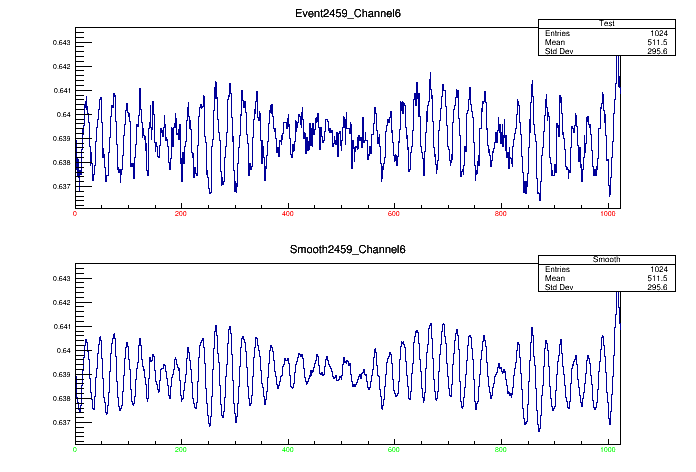 Event2459_Channel6
Test
Entries 1024
Mean 511.5
Std Dev 295.6
0.643
0.642
0.641
0.64
0.639
0.638
0.637
0 200 400 600 800 1000
Smooth2459_Channel6
Smooth
Entries 1024
Mean 511.5
Std Dev 295.6
0.643
0.642
0.641
0.64
0.639
0.638
0.637
0 200 400 600 800 1000